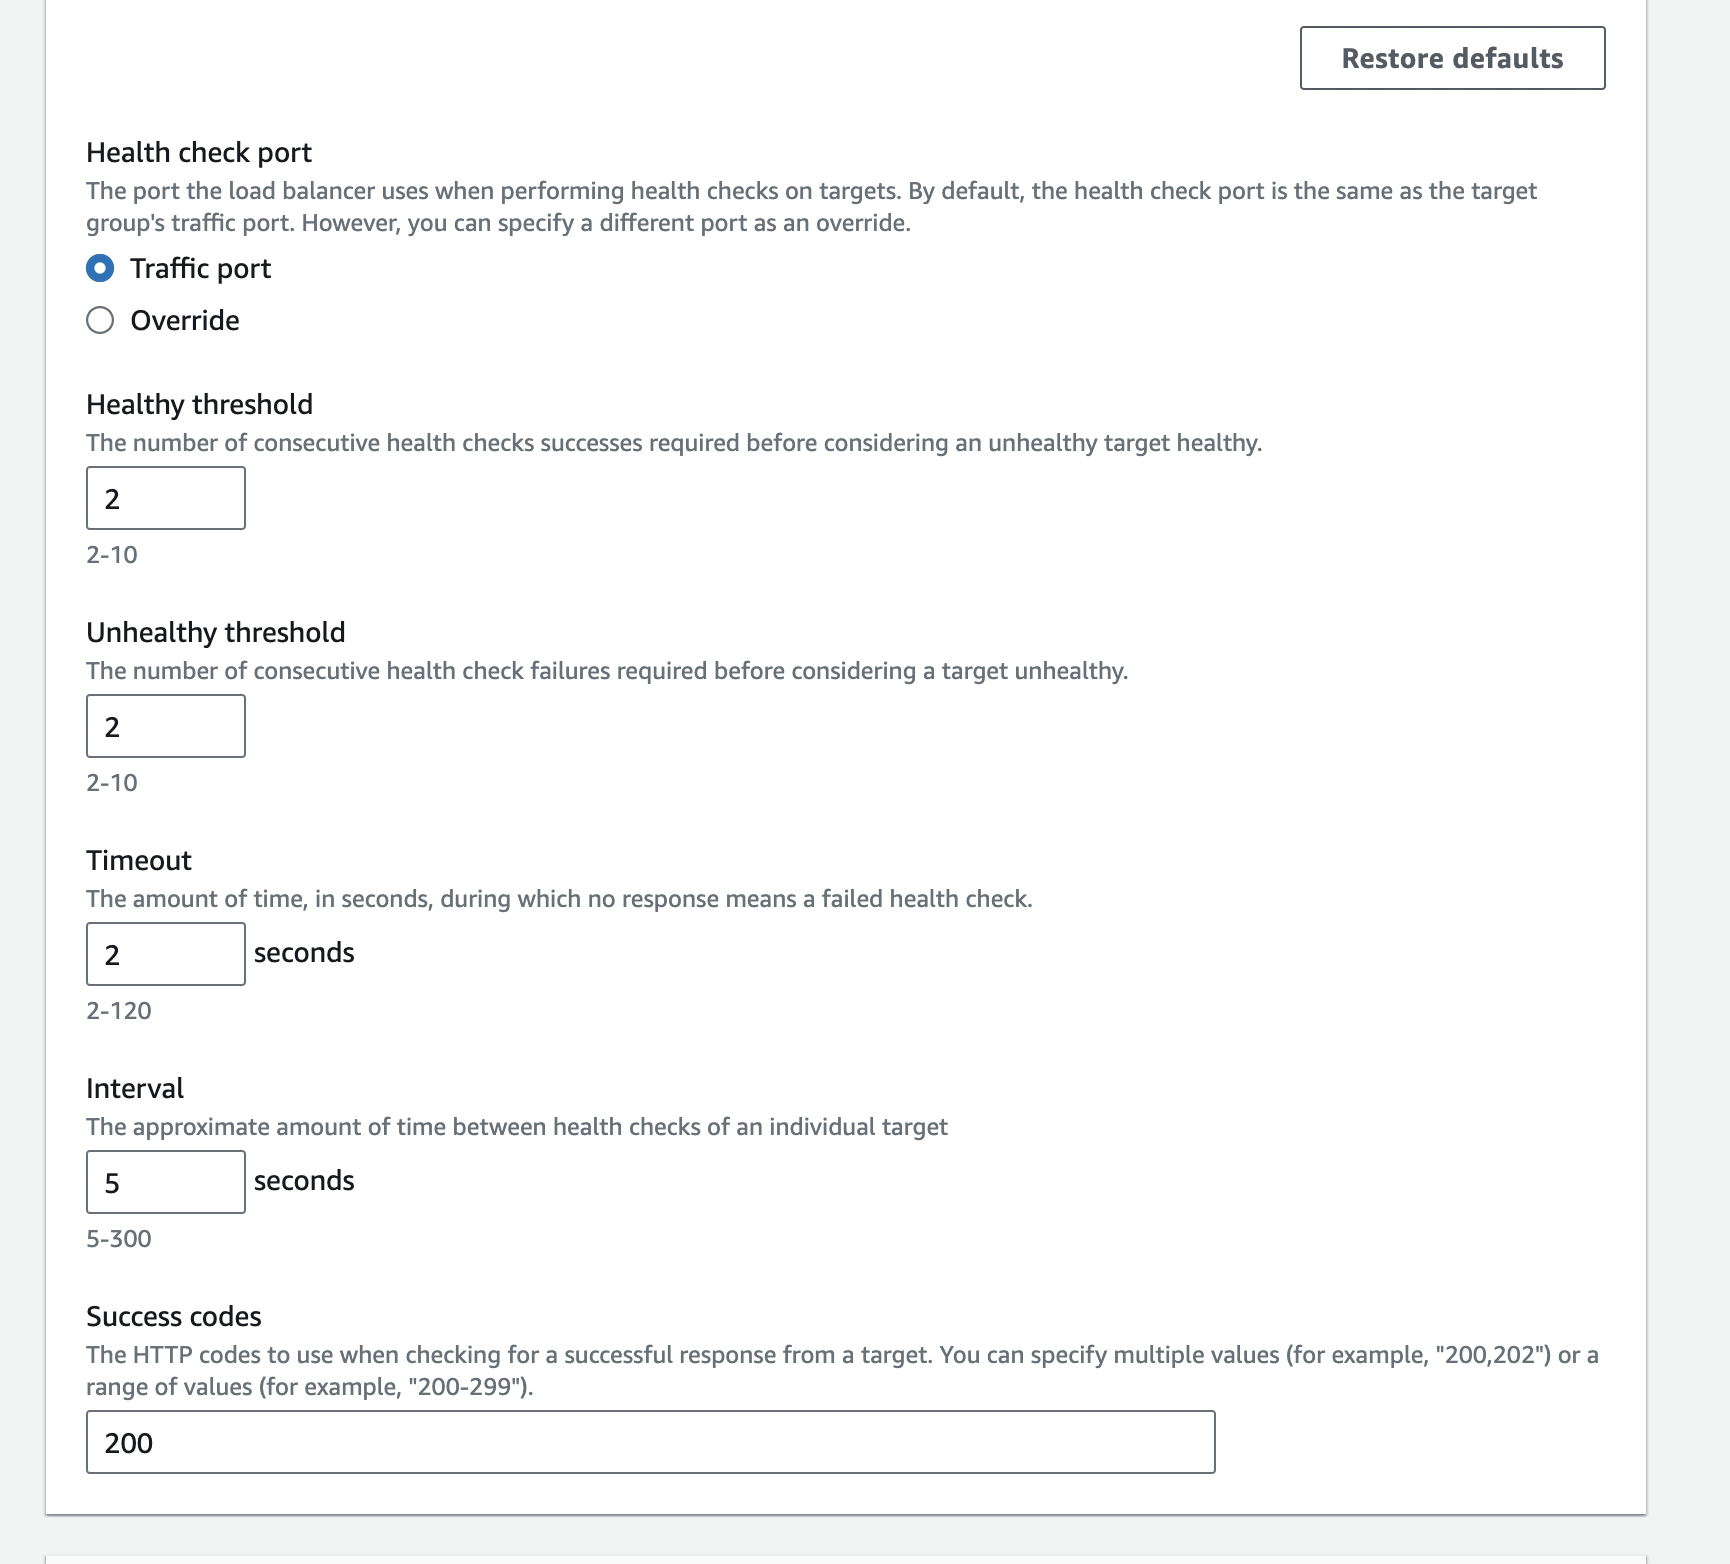 Restore defaults
Health check port
The port the load balancer uses when performing health checks on targets. By default, the health check port is the same as the target
group's traffic port. However, you can specify a different port as an override.
Traffic port
Override
Healthy threshold
The number of consecutive health checks successes required before considering an unhealthy target healthy.
2
2-10
Unhealthy threshold
The number of consecutive health check failures required before considering a target unhealthy.
2
2-10
Timeout
The amount of time, in seconds, during which no response means a failed health check.
2 seconds
2-120
Interval
The approximate amount of time between health checks of an individual target
5 seconds
5-300
Success codes
The HTTP codes to use when checking for a successful response from a target. You can specify multiple values (for example, "200,202") or a
range of values (for example, "200-299").
200